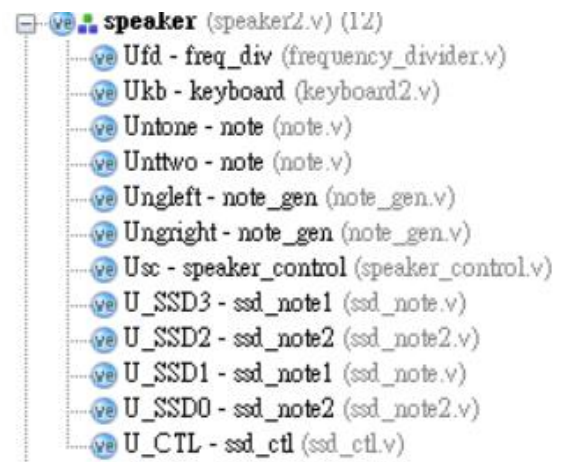 speaker (speaker2.v) (12)
Ufd - freq_div (frequency_divider.v)
Ukb - keyboard (keyboard2.v)
Untone - note (note.v)
Unttwo - note (note.v)
Ungleft - note_gen (note_gen.v)
Ungright - note_gen (note_gen.v)
Usc - speaker_control (speaker_control.v)
U_SSD3 - ssd_note1 (ssd_note.v)
U_SSD2 - ssd_note2 (ssd_note2.v)
U_SSD1 - ssd_note1 (ssd_note.v)
U_SSD0 - ssd_note2 (ssd_note2.v)
U_CTL - ssd_ctl (ssd_ctl.v)